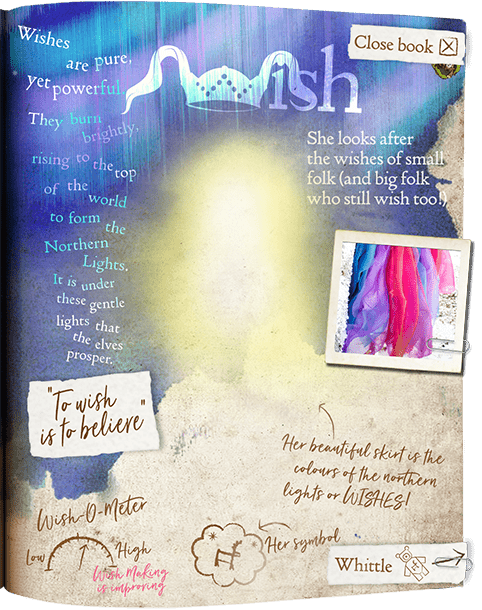 Wishes
are pure,
yet powerful.
They burn
brightly,
rising to the top
of the world
to form the
Northern
Lights.
It is under
these gentle
lights that
the elves
prosper.
Close book
Wish
She looks after
the wishes of small
folk (and big folk
who still wish too!)
"To wish
is to believe"
Her beautiful skirt is the
colours of the northern
lights or WISHES!
Wish-O-Meter
Low
High
Wish Making
is improving
Her symbol
Whittle